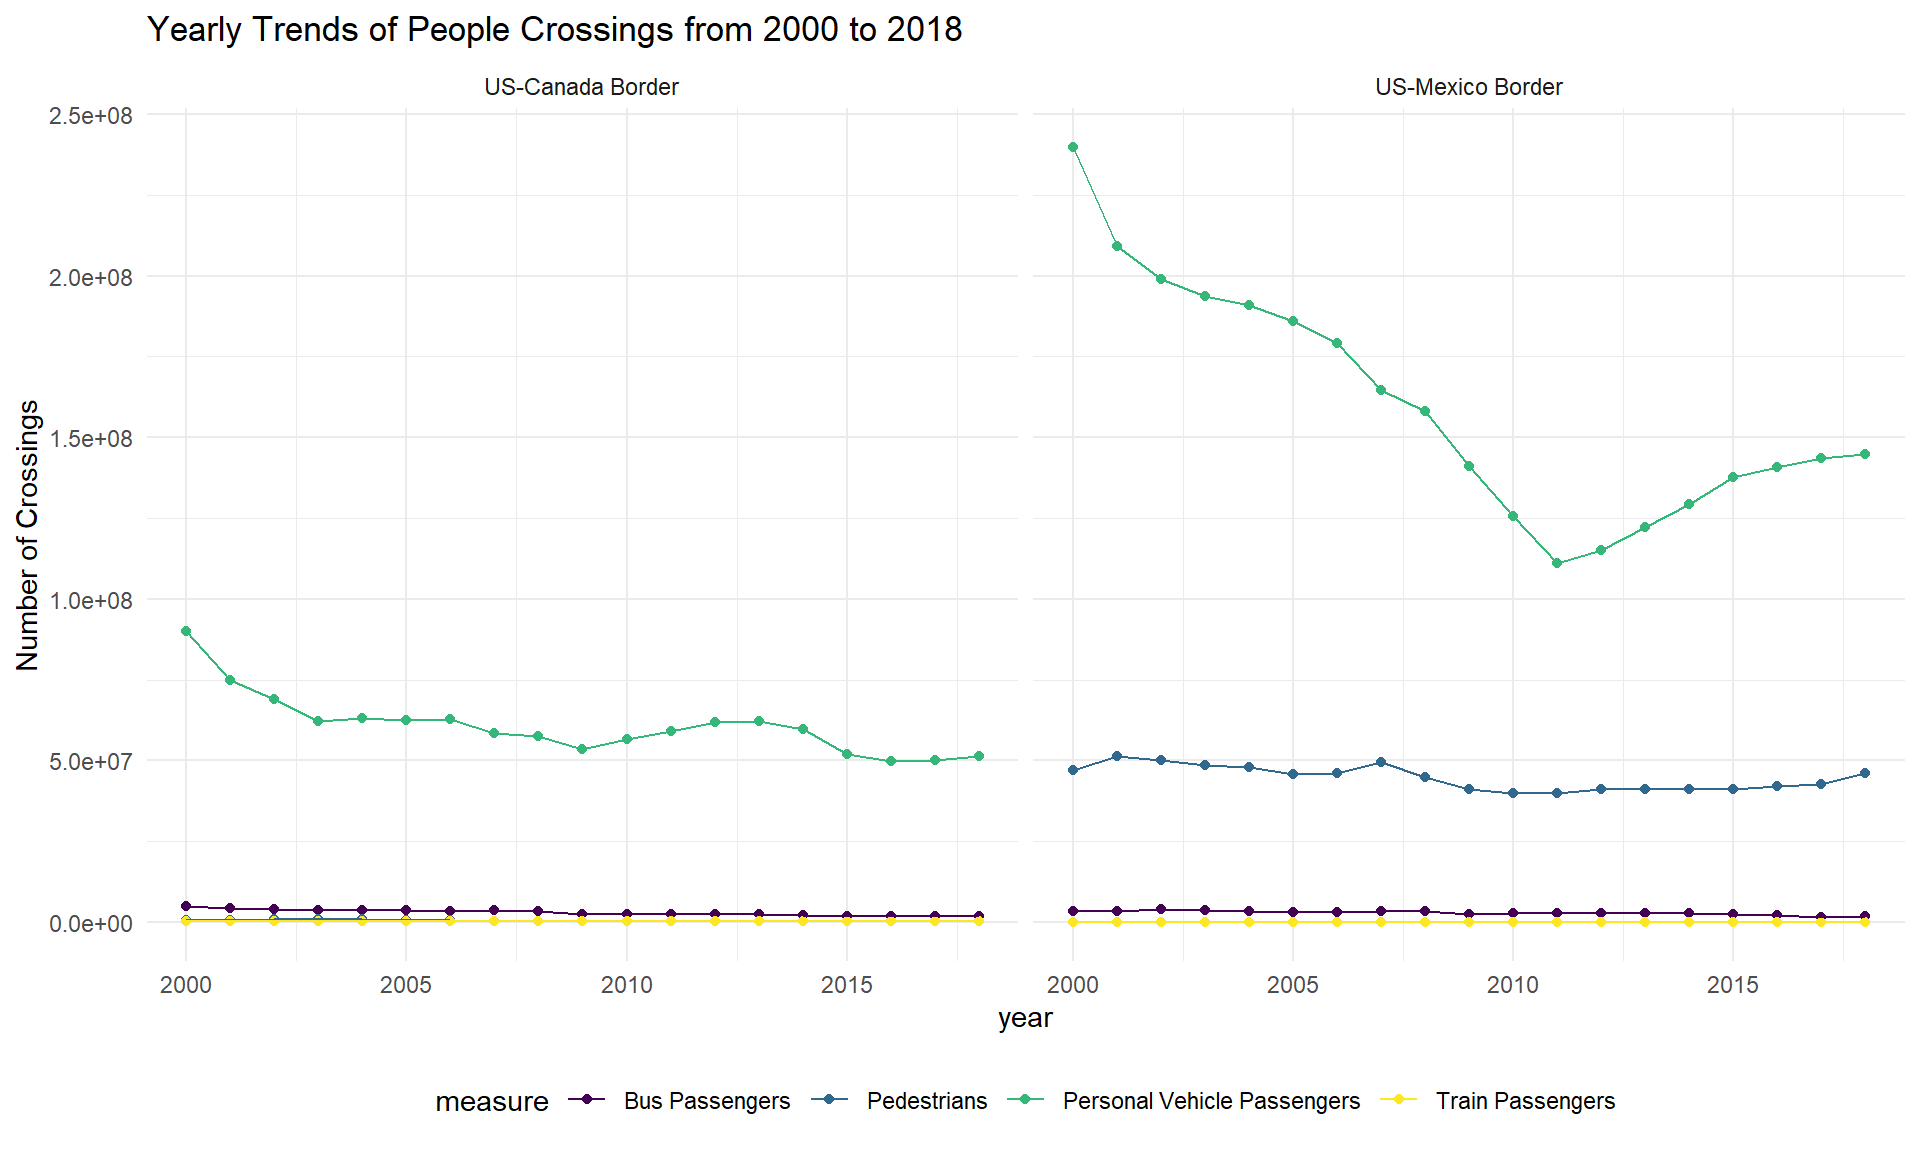 Yearly Trends of People Crossings from 2000 to 2018
US-Canada Border
US-Mexico Border
Number of Crossings
2.5e+08
2.0e+08
1.5e+08
1.0e+08
5.0e+07
0.0e+00
2000 2005 2010 2015
2000 2005 2010 2015
year
measure Bus Passengers Pedestrians Personal Vehicle Passengers Train Passengers